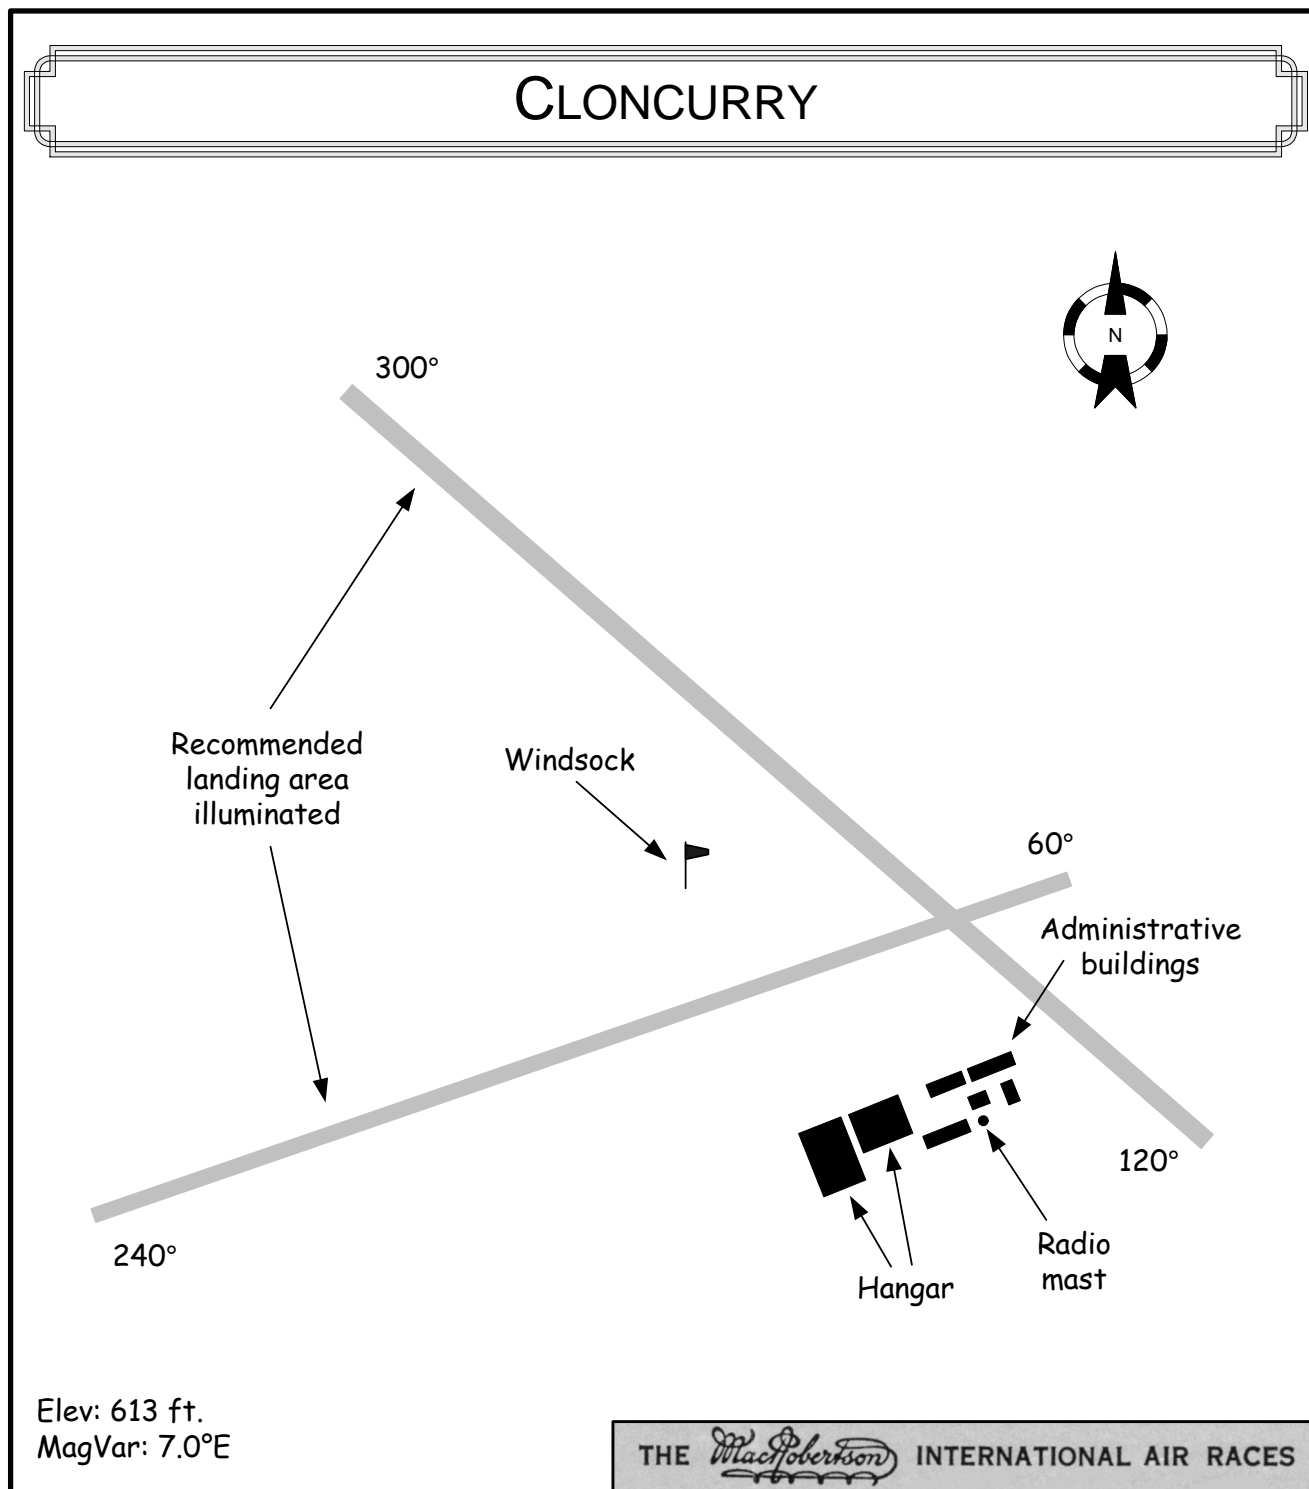 CLONCURRY
N
300°
Recommended
landing area
illuminated
Windsock
60°
Administrative
buildings
120°
240°
Radio
mast
Hangar
Elev: 613 ft.
MagVar: 7.0°E
THE MacRobertson INTERNATIONAL AIR RACES